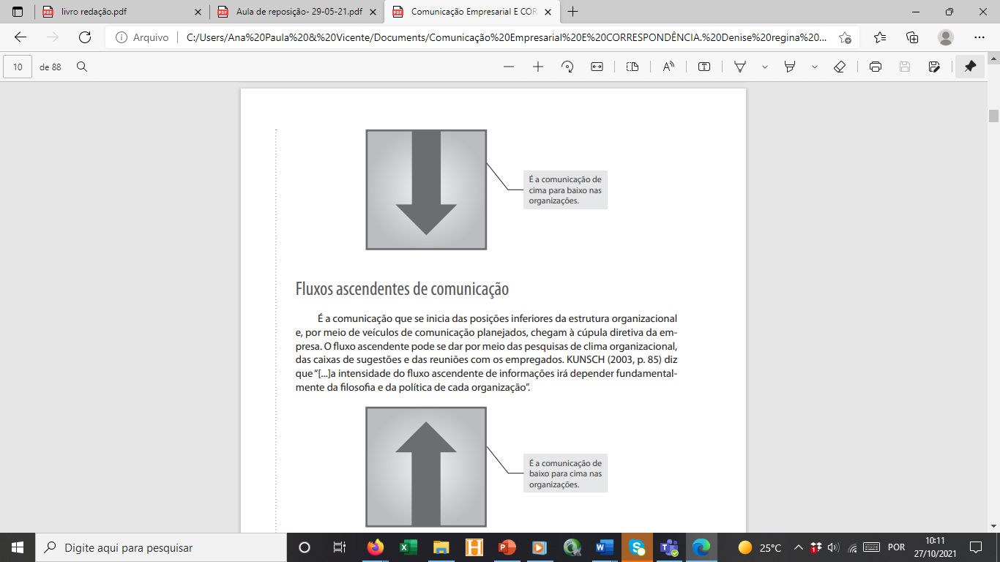 livro redação.pdf
Aula de reposição- 29-05-21.pdf
Comunicação Empresarial E COR
Arquivo
C:/Users/Ana%20Paula%20&%20Vicente/Documents/Comunicação%20Empresarial%20E%20CORRESPONDÊNCIA.%20Denise%20regina%20...
10 de 88
É a comunicação de
cima para baixo nas
organizações.
Fluxos ascendentes de comunicação
É a comunicação que se inicia das posições inferiores da estrutura organizacional
e, por meio de veículos de comunicação planejados, chegam à cúpula diretiva da em-
presa. O fluxo ascendente pode se dar por meio das pesquisas de clima organizacional,
das caixas de sugestões e das reuniões com os empregados. KUNSCH (2003, p. 85) diz
que “[...]a intensidade do fluxo ascendente de informações irá depender fundamental-
mente da filosofia e da política de cada organização”.
É a comunicação de
baixo para cima nas
organizações.
Digite aqui para pesquisar
25°C
POR
10:11
27/10/2021